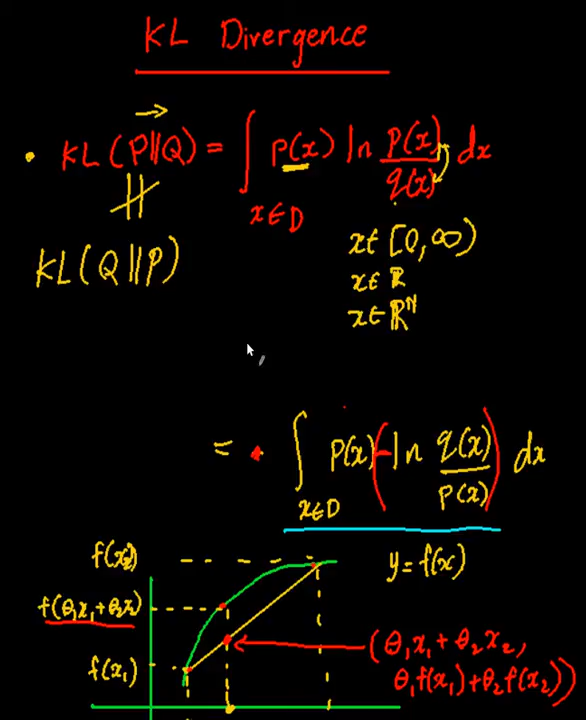 KL Divergence
• KL(P||Q) = ∫ p(x) ln p(x)/q(x) dx
x∈D
∦
KL(Q||P)
x∈[0,∞)
x∈ℝ
x∈ℝᴺ
= ∫ p(x) (-ln q(x)/p(x)) dx
x∈D
f(x₂)
y=f(x)
f(θ₁x₁+θ₂x₂)
(θ₁x₁+θ₂x₂,
θ₁f(x₁)+θ₂f(x₂))
f(x₁)